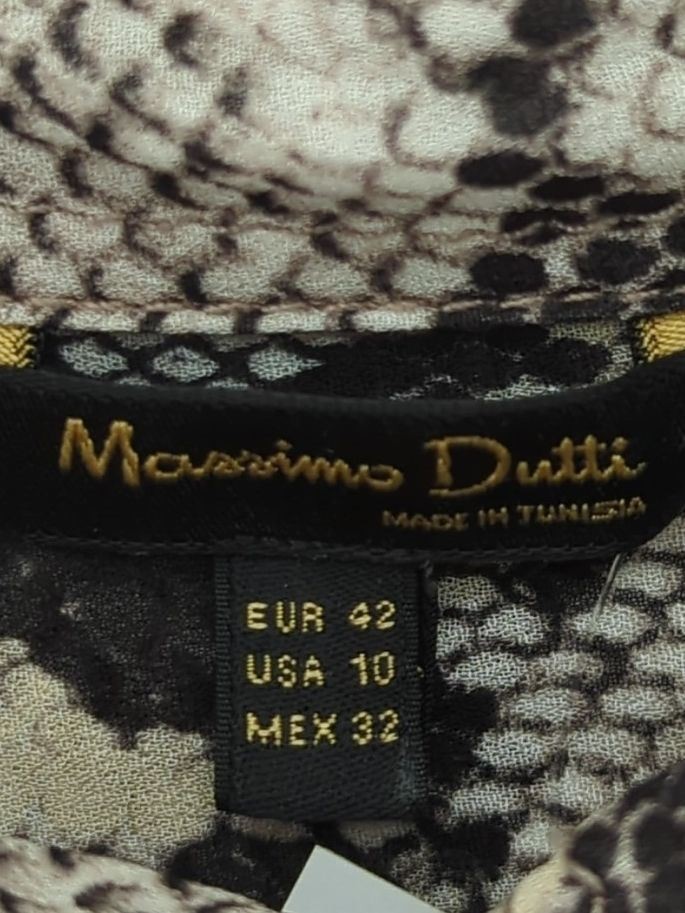 Massimo Dutti
MADE IN TUNISIA
EUR 42
USA 10
MEX 32